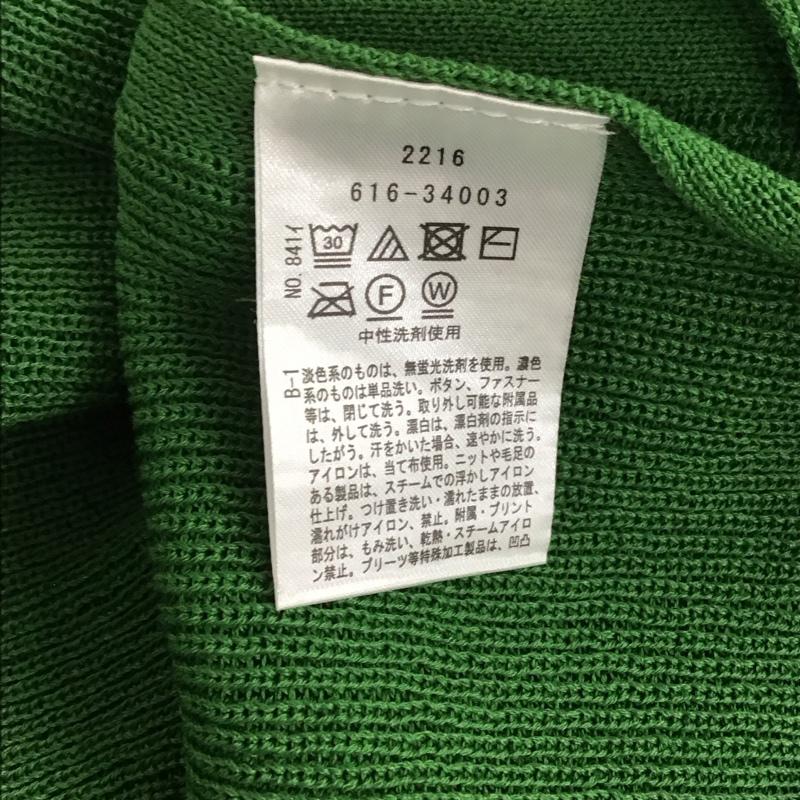 2216
616-34003
NO. 841イ
30
F W
中性洗剤使用
B-1
淡色系のものは、無蛍光洗剤を使用。濃色
系のものは単品洗い。ボタン、ファスナー
等は、閉じて洗う。取り外し可能な附属品
は、外して洗う。漂白は、漂白剤の指示に
したがう。汗をかいた場合、速やかに洗う。
アイロンは、当て布使用。ニットや毛足の
ある製品は、スチームでの浮かしアイロン
仕上げ。つけ置き洗い・濡れたままの放置、
濡れがけアイロン、禁止。附属・プリント
部分は、もみ洗い、乾熱・スチームアイロ
ン禁止。プリーツ等特殊加工製品は、凹凸